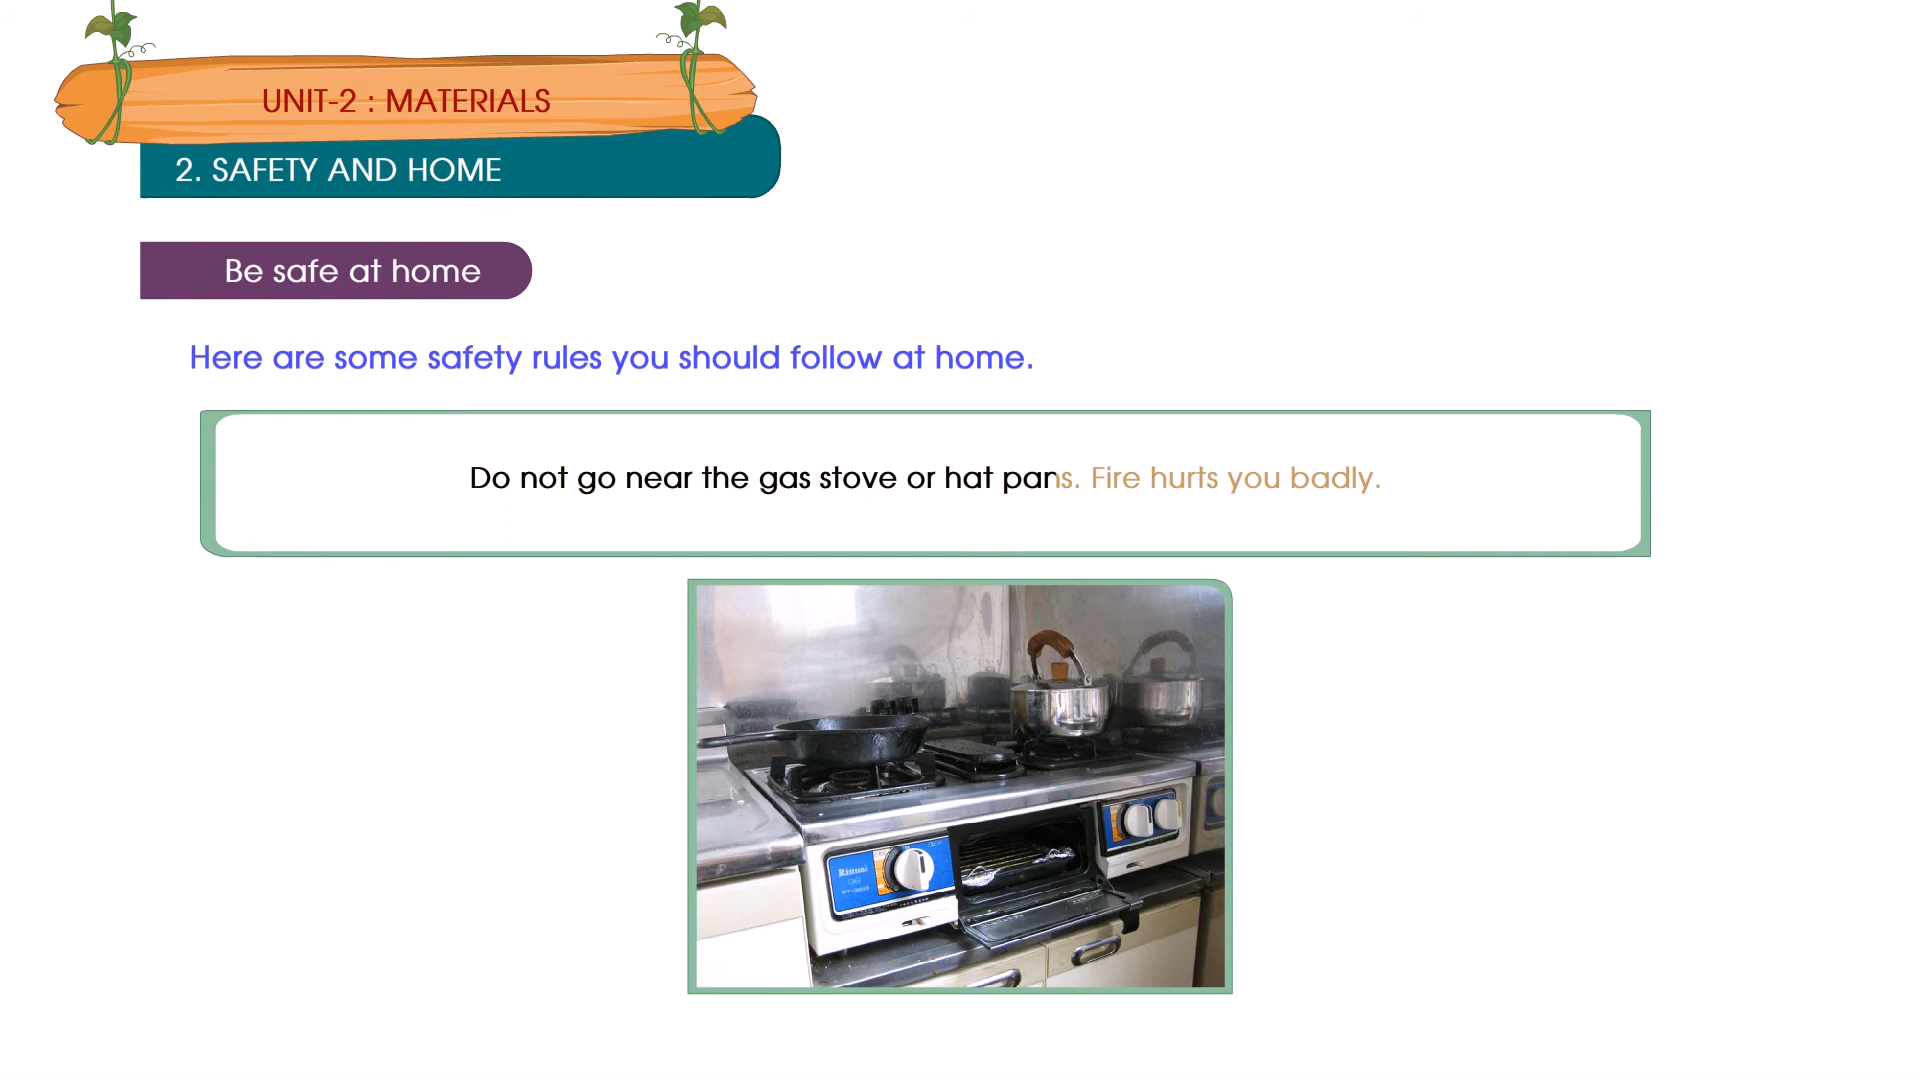 UNIT-2 : MATERIALS
2. SAFETY AND HOME
Be safe at home
Here are some safety rules you should follow at home.
Do not go near the gas stove or hat pans. Fire hurts you badly.
Rinnai